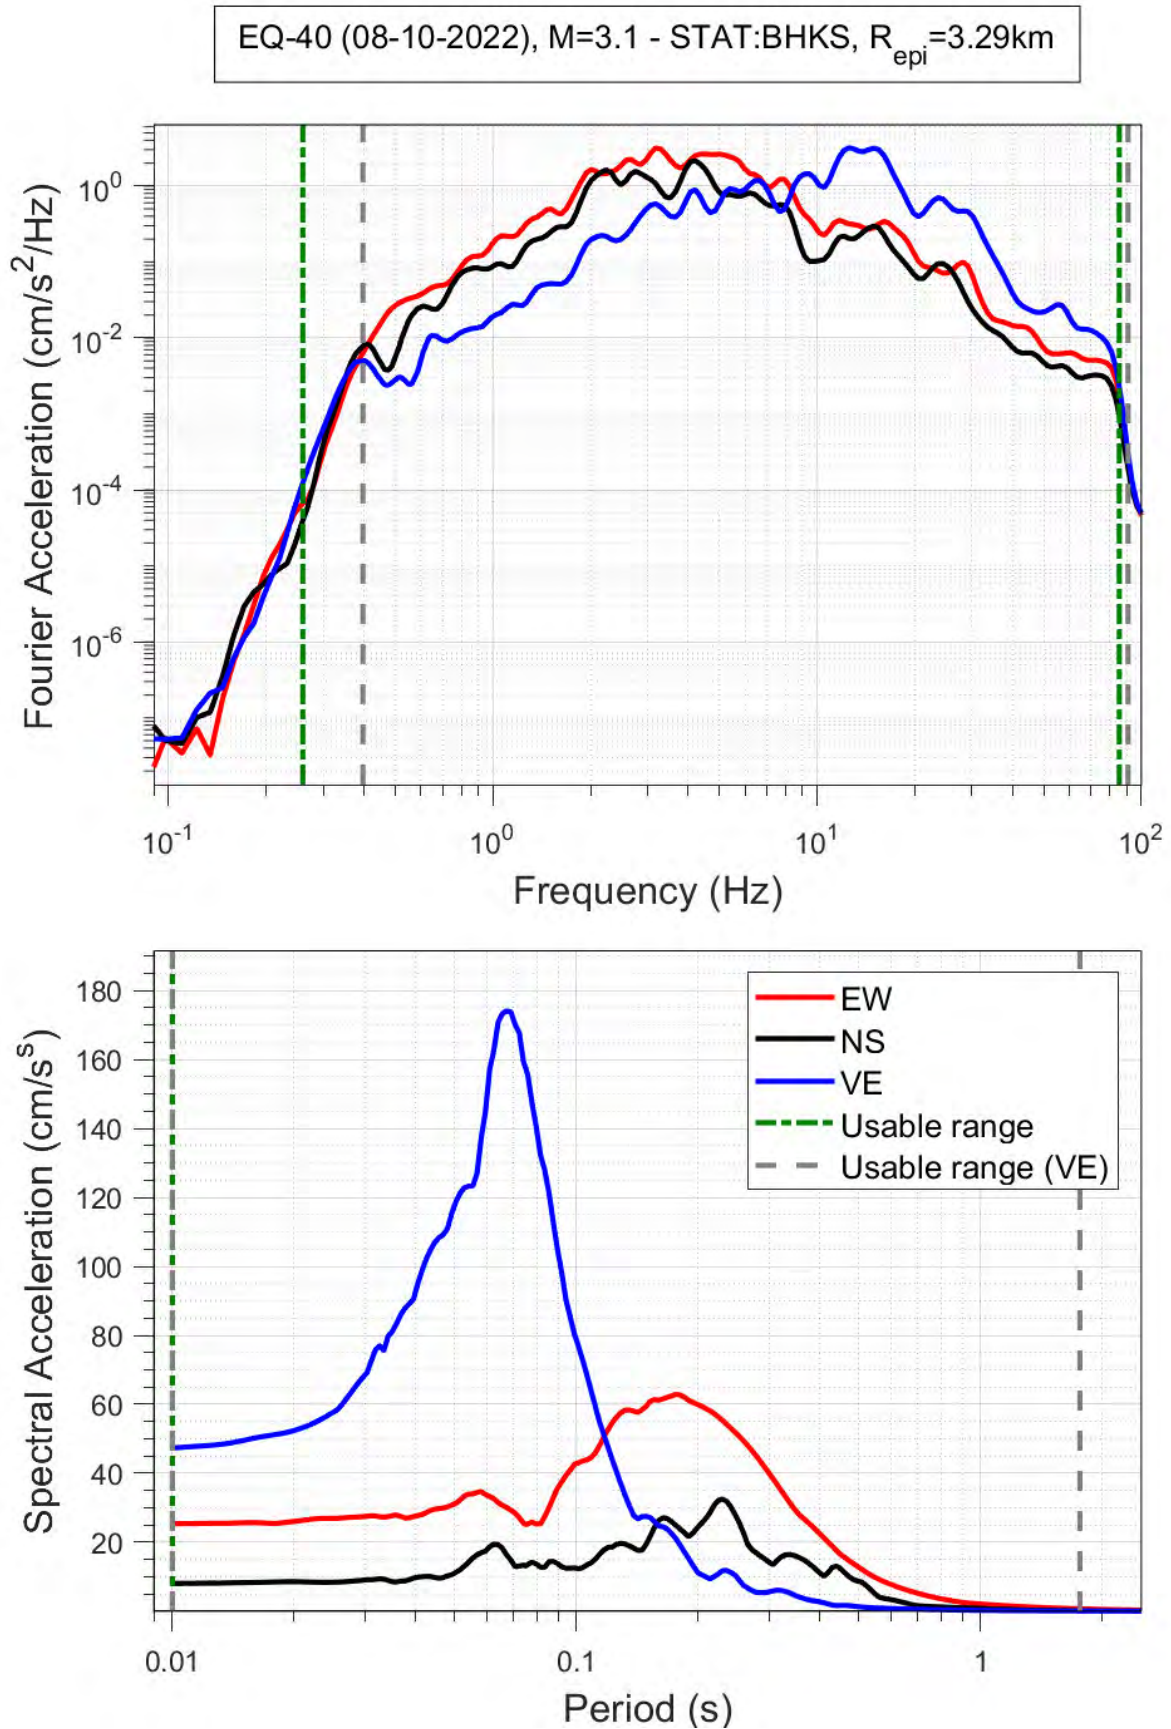 EQ-40 (08-10-2022), M=3.1 - STAT:BHKS, R_epi=3.29km
Fourier Acceleration (cm/s^2/Hz)
10^0
10^-2
10^-4
10^-6
10^-1 10^0 10^1 10^2
Frequency (Hz)
Spectral Acceleration (cm/s^s)
180
160
140
120
100
80
60
40
20
EW
NS
VE
Usable range
Usable range (VE)
0.01 0.1 1
Period (s)